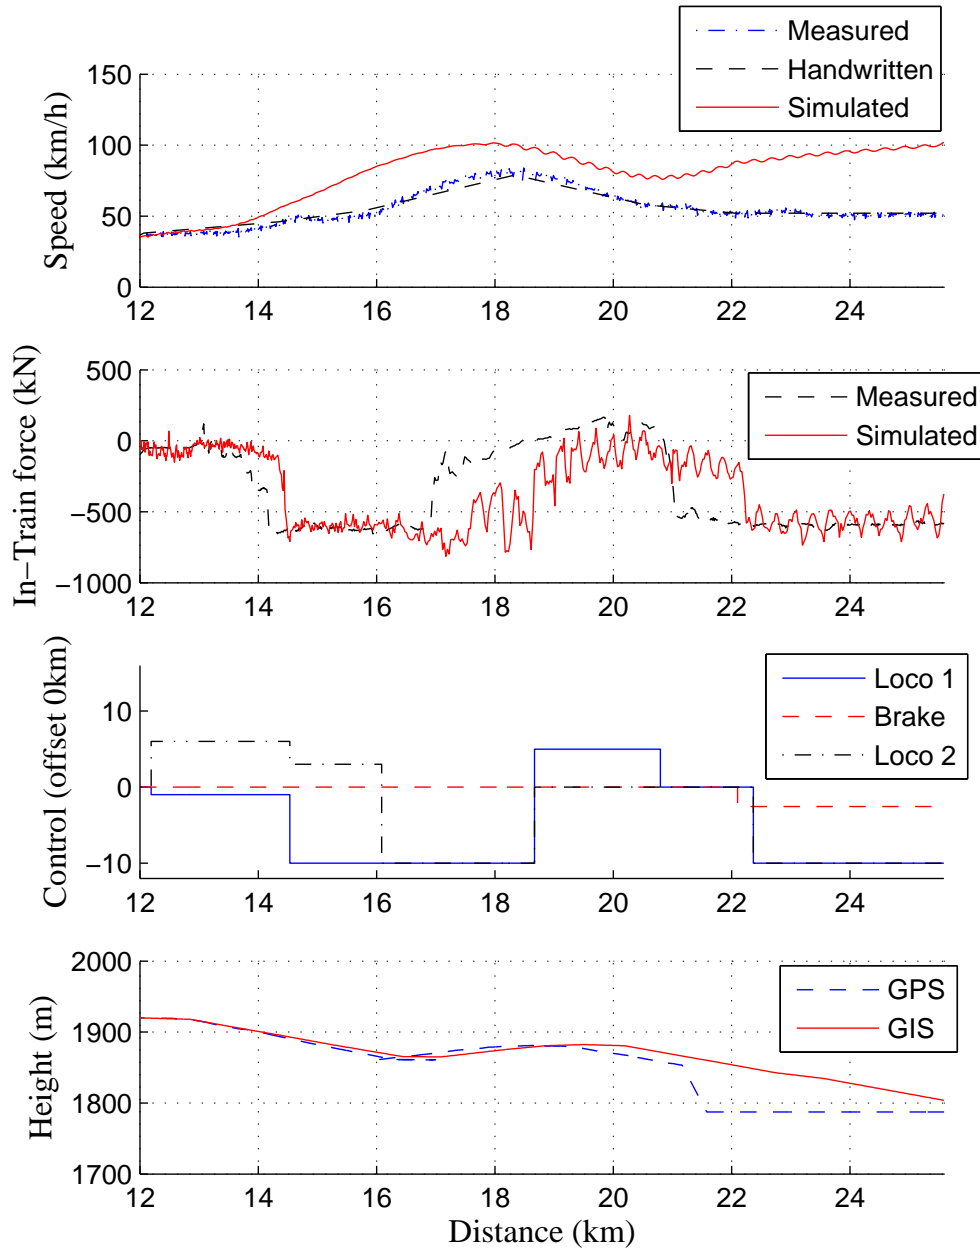 Measured
Handwritten
Simulated
150
100
50
0
Speed (km/h)
12 14 16 18 20 22 24
Measured
Simulated
500
0
−500
−1000
In−Train force (kN)
12 14 16 18 20 22 24
Loco 1
Brake
Loco 2
10
0
−10
Control (offset 0km)
12 14 16 18 20 22 24
GPS
GIS
2000
1900
1800
1700
Height (m)
12 14 16 18 20 22 24
Distance (km)